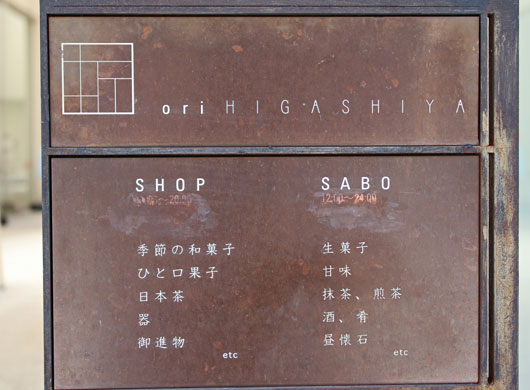 ori HIGASHIYA
SHOP
季節の和菓子
ひと口果子
日本茶
器
御進物
etc
SABO
生菓子
甘味
抹茶、煎茶
酒、肴
昼懐石
etc